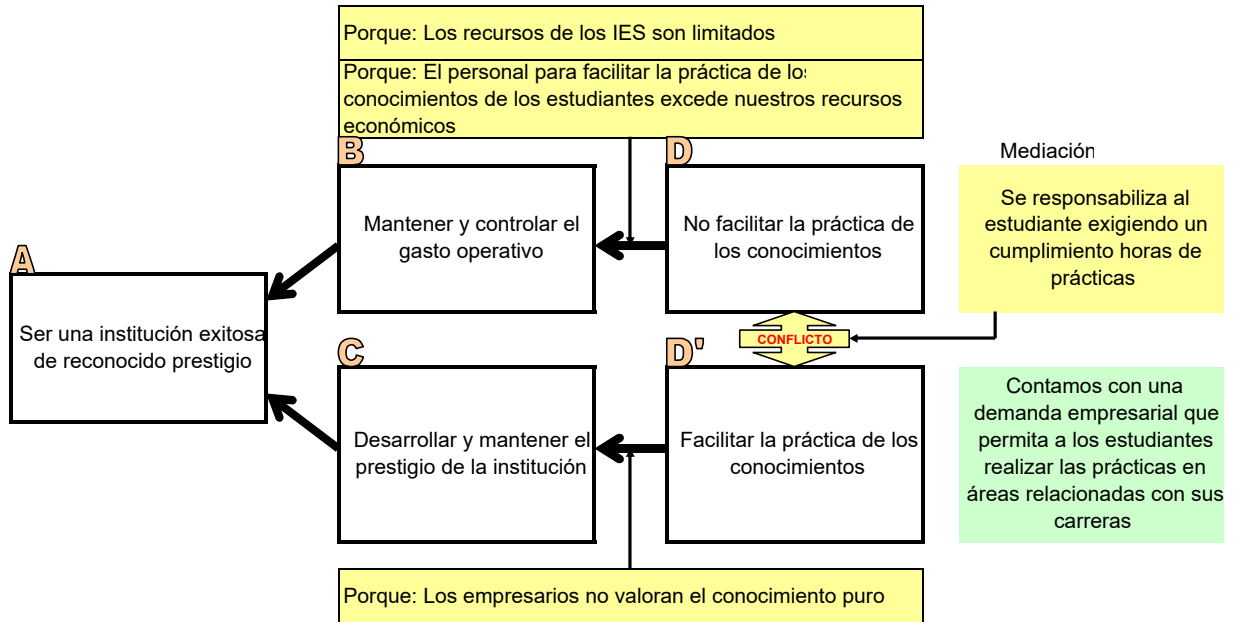 Porque: Los recursos de los IES son limitados
Porque: El personal para facilitar la práctica de los
conocimientos de los estudiantes excede nuestros recursos
económicos
B
D
Mediación
Mantener y controlar el
gasto operativo
No facilitar la práctica de
los conocimientos
Se responsabiliza al
estudiante exigiendo un
cumplimiento horas de
prácticas
A
Ser una institución exitosa
de reconocido prestigio
CONFLICTO
C
D'
Desarrollar y mantener el
prestigio de la institución
Facilitar la práctica de los
conocimientos
Contamos con una
demanda empresarial que
permita a los estudiantes
realizar las prácticas en
áreas relacionadas con sus
carreras
Porque: Los empresarios no valoran el conocimiento puro